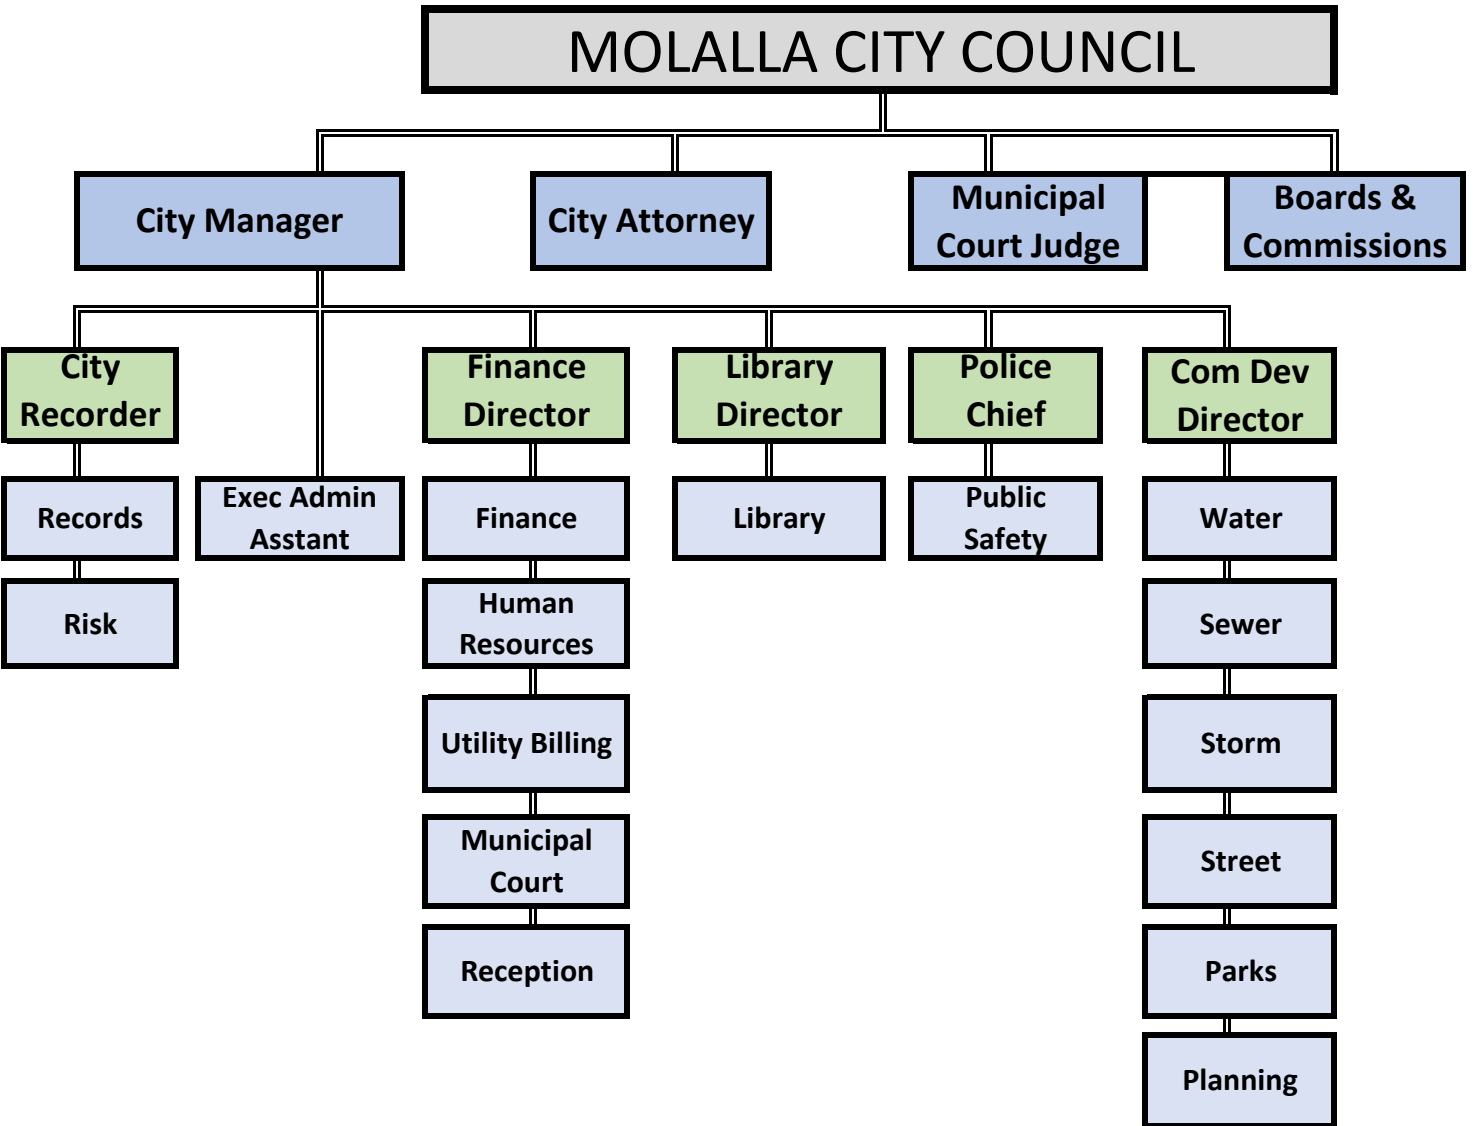 MOLALLA CITY COUNCIL
City Manager
City Attorney
Municipal
Court Judge
Boards &
Commissions
City
Recorder
Finance
Director
Library
Director
Police
Chief
Com Dev
Director
Records
Exec Admin
Asstant
Finance
Library
Public
Safety
Water
Risk
Human
Resources
Sewer
Utility Billing
Storm
Municipal
Court
Street
Reception
Parks
Planning